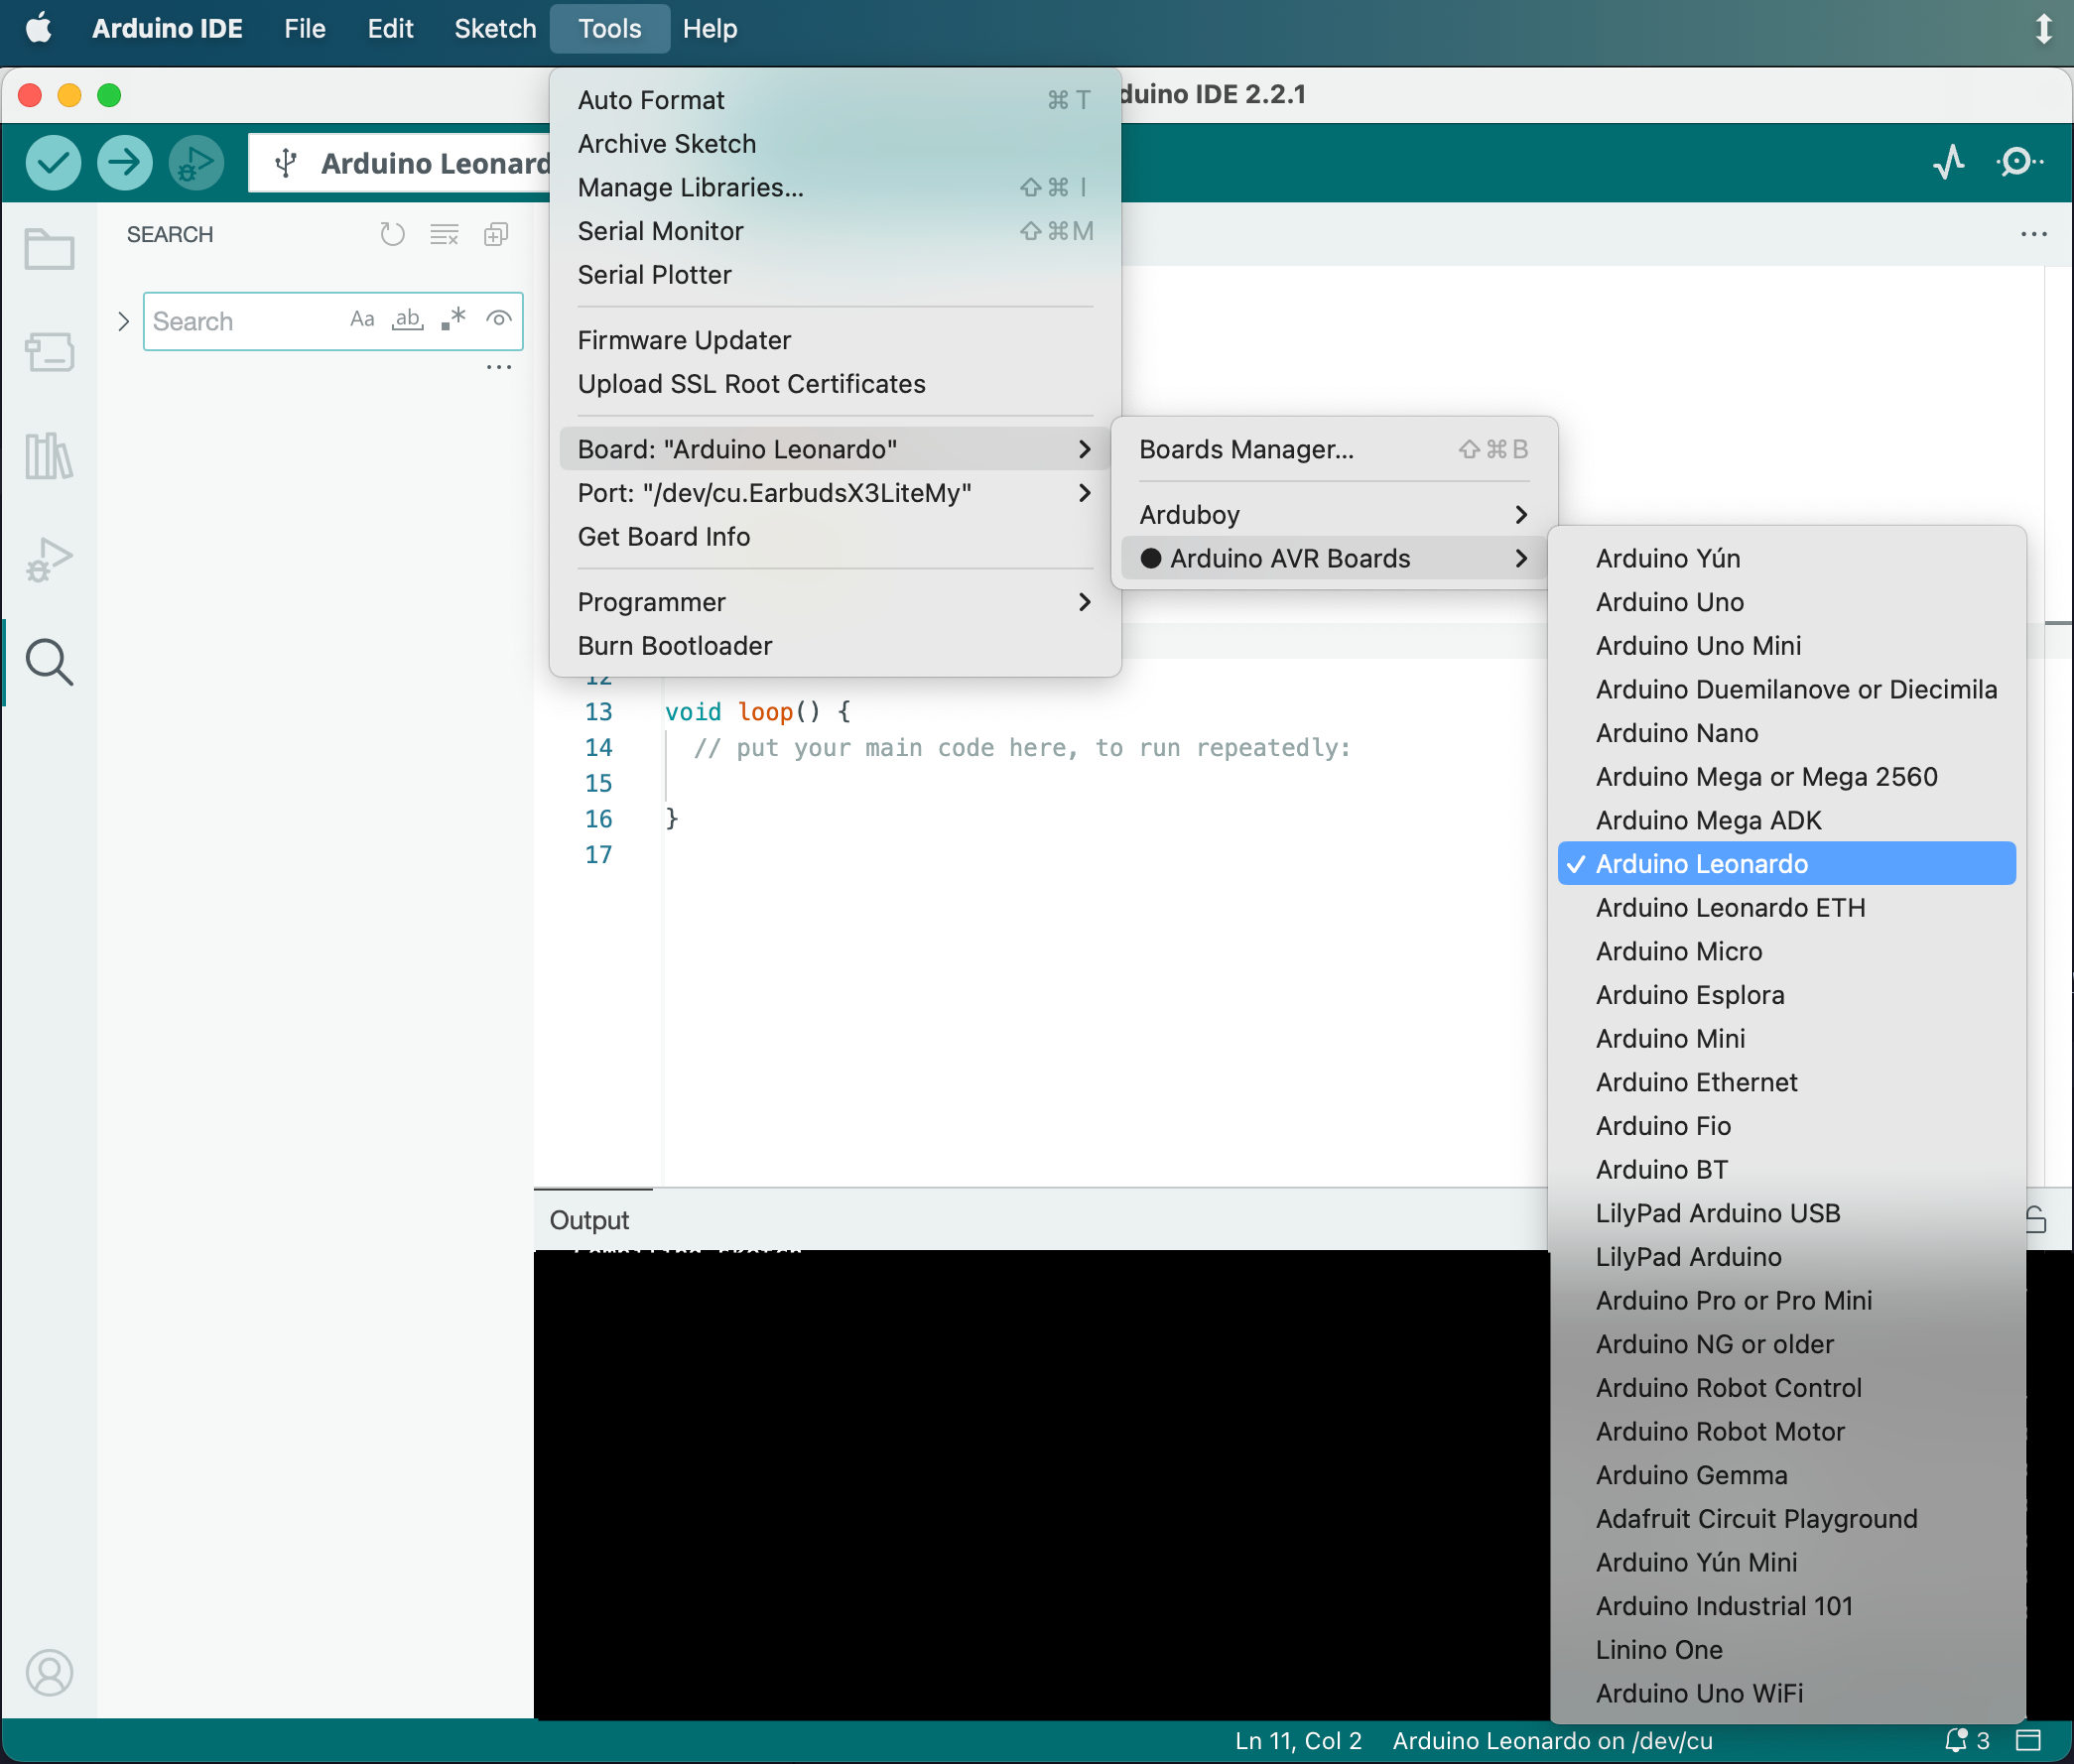 Arduino IDE File Edit Sketch Tools Help
duino IDE 2.2.1
Arduino Leonard
SEARCH
Search Aa ab
Auto Format ⌘ T
Archive Sketch
Manage Libraries... ⇧ ⌘ I
Serial Monitor ⇧ ⌘ M
Serial Plotter
Firmware Updater
Upload SSL Root Certificates
Board: "Arduino Leonardo"
Port: "/dev/cu.EarbudsX3LiteMy"
Get Board Info
Programmer
Burn Bootloader
Boards Manager... ⇧ ⌘ B
Arduboy
Arduino AVR Boards
Arduino Yún
Arduino Uno
Arduino Uno Mini
Arduino Duemilanove or Diecimila
Arduino Nano
Arduino Mega or Mega 2560
Arduino Mega ADK
✓ Arduino Leonardo
Arduino Leonardo ETH
Arduino Micro
Arduino Esplora
Arduino Mini
Arduino Ethernet
Arduino Fio
Arduino BT
LilyPad Arduino USB
LilyPad Arduino
Arduino Pro or Pro Mini
Arduino NG or older
Arduino Robot Control
Arduino Robot Motor
Arduino Gemma
Adafruit Circuit Playground
Arduino Yún Mini
Arduino Industrial 101
Linino One
Arduino Uno WiFi
12
13 void loop() {
14 // put your main code here, to run repeatedly:
15
16 }
17
Output
Ln 11, Col 2 Arduino Leonardo on /dev/cu 3